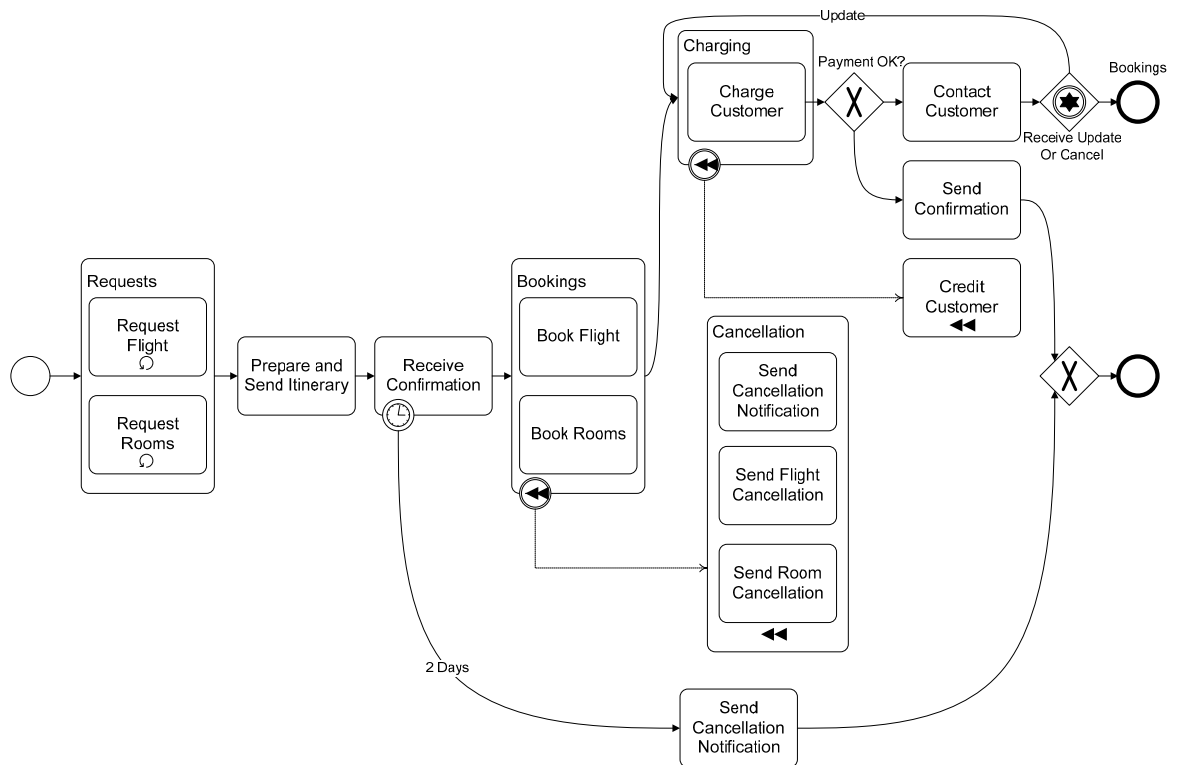 Update
Charging
Charge
Customer
Payment OK?
Contact
Customer
Receive Update
Or Cancel
Bookings
Send
Confirmation
Credit
Customer
Requests
Request
Flight
Request
Rooms
Prepare and
Send Itinerary
Receive
Confirmation
Bookings
Book Flight
Book Rooms
Cancellation
Send
Cancellation
Notification
Send Flight
Cancellation
Send Room
Cancellation
2 Days
Send
Cancellation
Notification